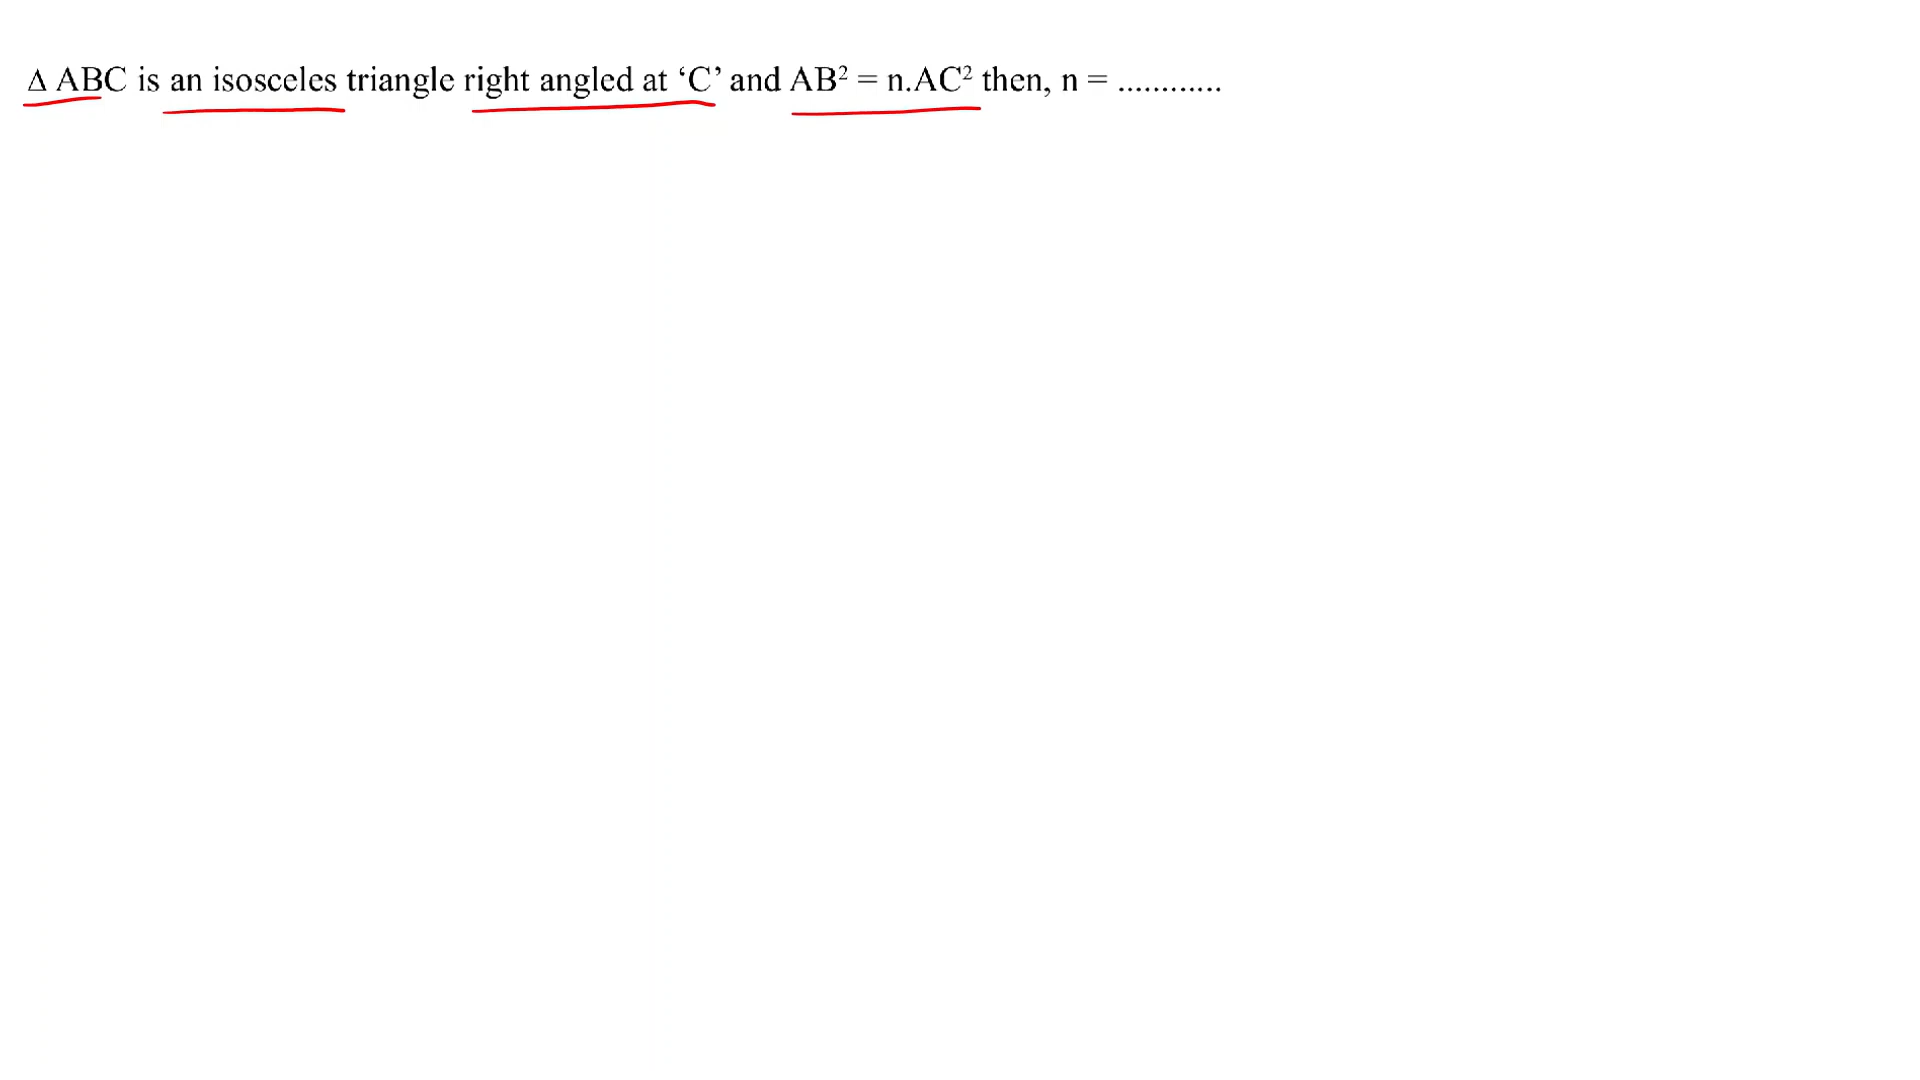 Δ ABC is an isosceles triangle right angled at ‘C’ and AB² = n.AC² then, n = ............